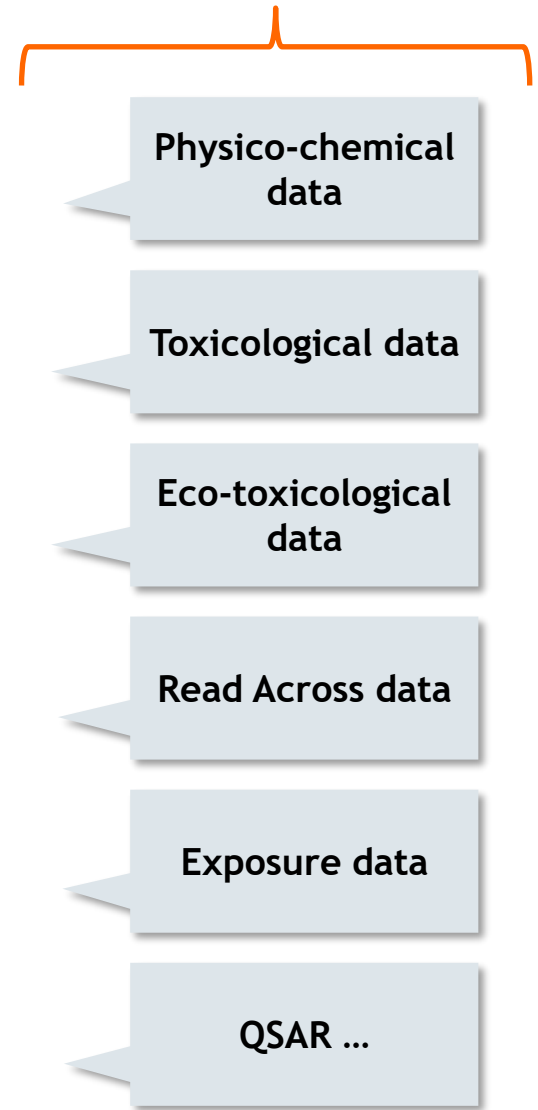 Physico-chemical
data
Toxicological data
Eco-toxicological
data
Read Across data
Exposure data
QSAR …